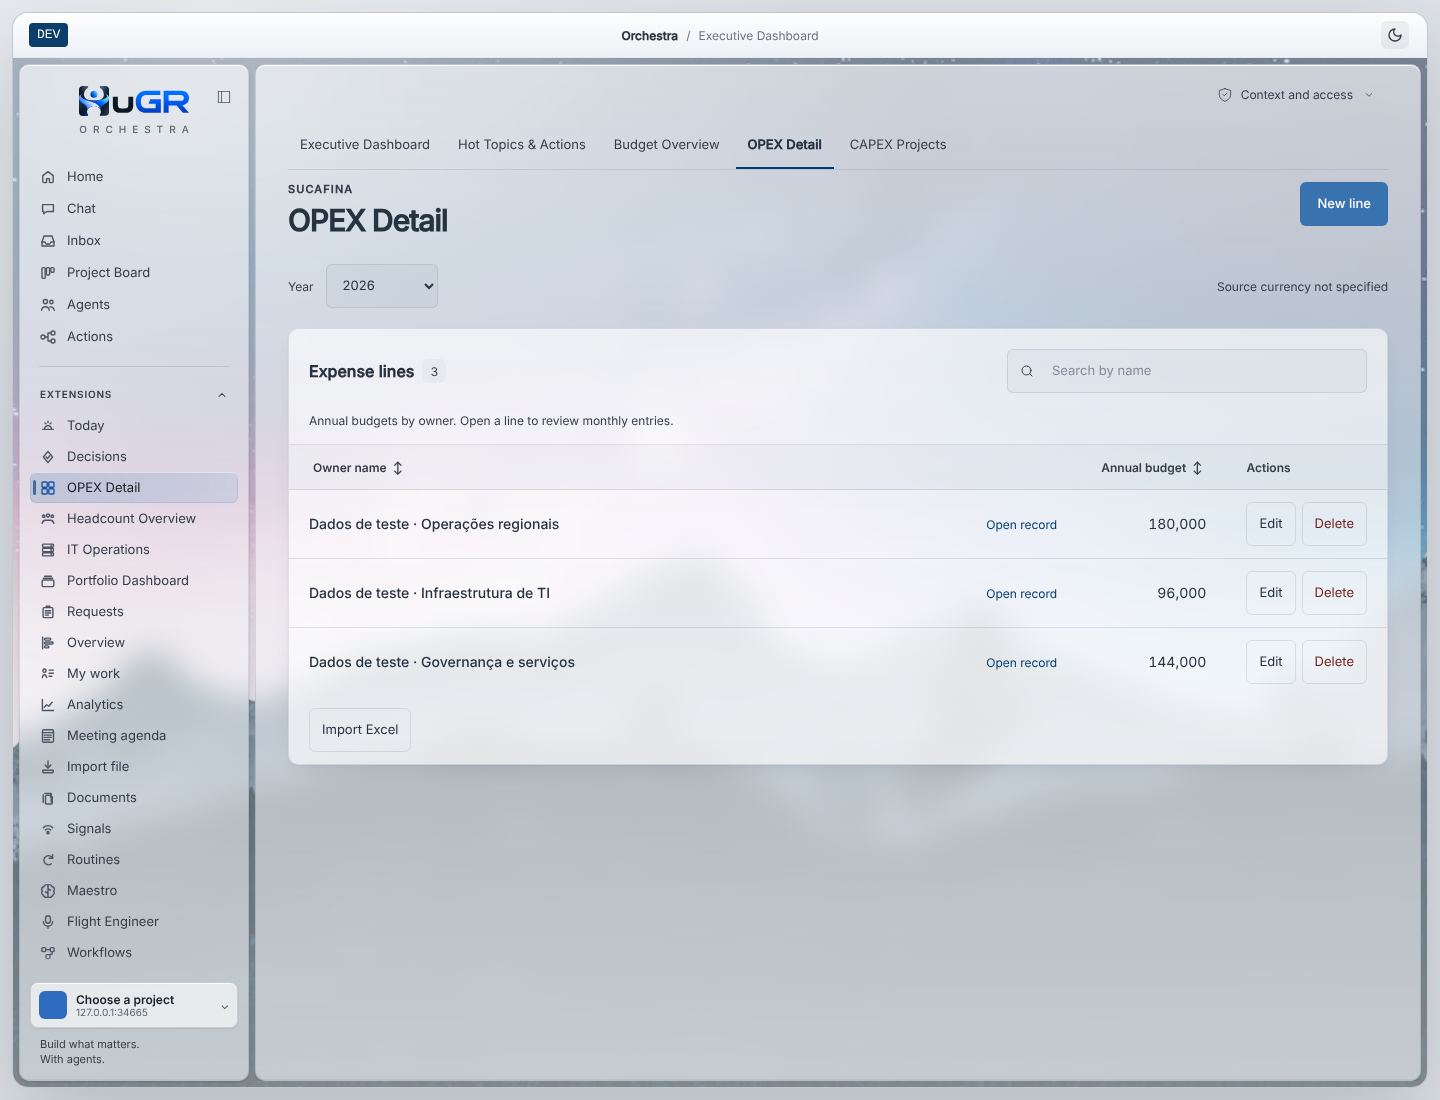 DEV
Orchestra / Executive Dashboard
HuGR
ORCHESTRA
Home
Chat
Inbox
Project Board
Agents
Actions
EXTENSIONS
Today
Decisions
OPEX Detail
Headcount Overview
IT Operations
Portfolio Dashboard
Requests
Overview
My work
Analytics
Meeting agenda
Import file
Documents
Signals
Routines
Maestro
Flight Engineer
Workflows
Choose a project
127.0.0.1:34665
Build what matters.
With agents.
Context and access
Executive Dashboard Hot Topics & Actions Budget Overview OPEX Detail CAPEX Projects
SUCAFINA
OPEX Detail
New line
Year 2026 Source currency not specified
Expense lines 3 Search by name
Annual budgets by owner. Open a line to review monthly entries.
Owner name Annual budget Actions
Dados de teste · Operações regionais Open record 180,000 Edit Delete
Dados de teste · Infraestrutura de TI Open record 96,000 Edit Delete
Dados de teste · Governança e serviços Open record 144,000 Edit Delete
Import Excel